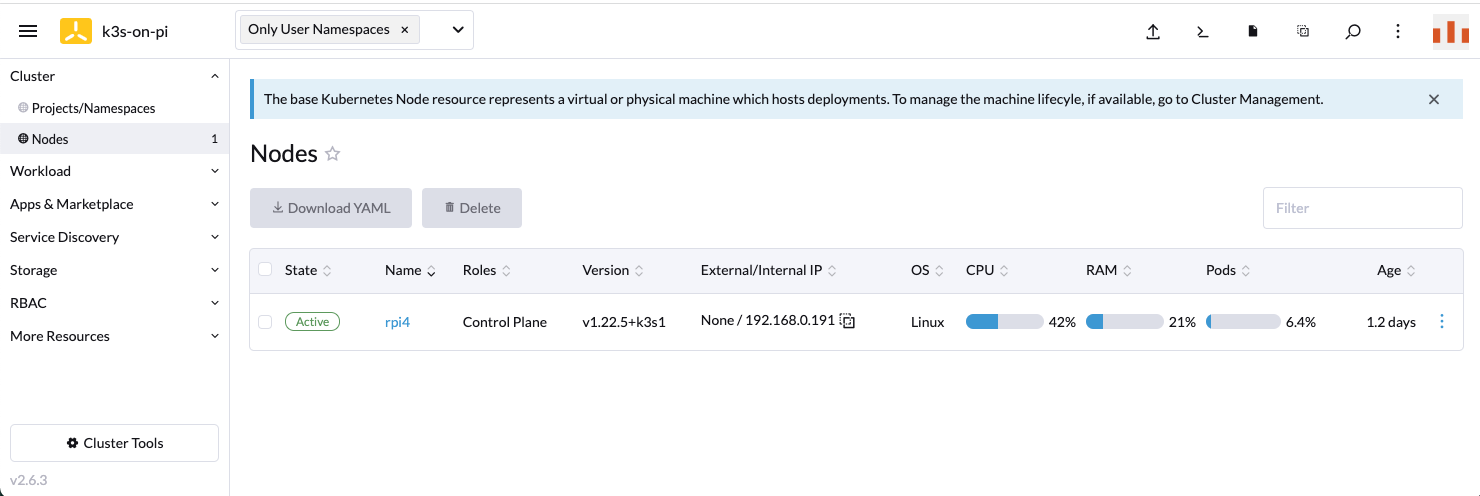 k3s-on-pi
Only User Namespaces ×
Cluster
Projects/Namespaces
Nodes 1
Workload
Apps & Marketplace
Service Discovery
Storage
RBAC
More Resources
Cluster Tools
v2.6.3
The base Kubernetes Node resource represents a virtual or physical machine which hosts deployments. To manage the machine lifecyle, if available, go to Cluster Management.
Nodes
Download YAML Delete
Filter
State Name Roles Version External/Internal IP OS CPU RAM Pods Age
Active rpi4 Control Plane v1.22.5+k3s1 None / 192.168.0.191 Linux 42% 21% 6.4% 1.2 days